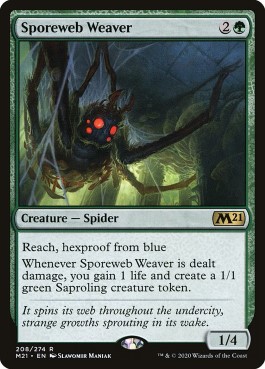 Sporeweb Weaver 2
M21
Creature — Spider
Reach, hexproof from blue
Whenever Sporeweb Weaver is dealt
damage, you gain 1 life and create a 1/1
green Saproling creature token.
It spins its web throughout the undercity,
strange growths sprouting in its wake.
1/4
208/274 R
M21 • EN SLAWOMIR MANIAK
™ & © 2020 Wizards of the Coast